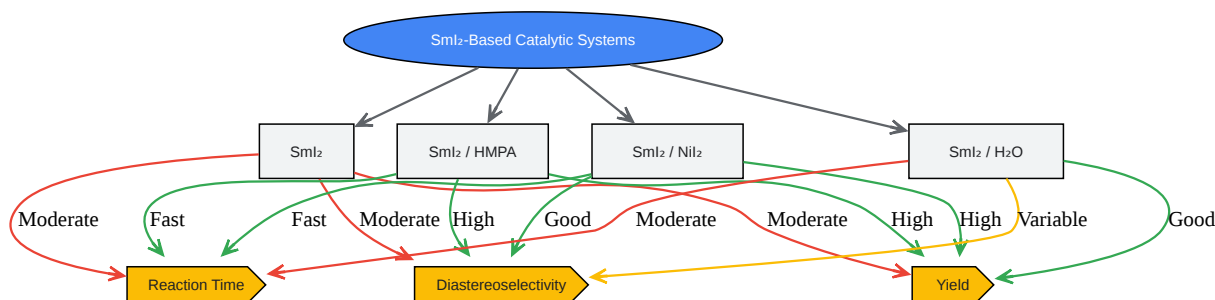 SmI₂-Based Catalytic Systems
SmI₂
SmI₂ / HMPA
SmI₂ / NiI₂
SmI₂ / H₂O
Moderate
Fast
Fast
Moderate
High
Good
Moderate
Moderate
High
High
Variable
Good
Reaction Time
Diastereoselectivity
Yield